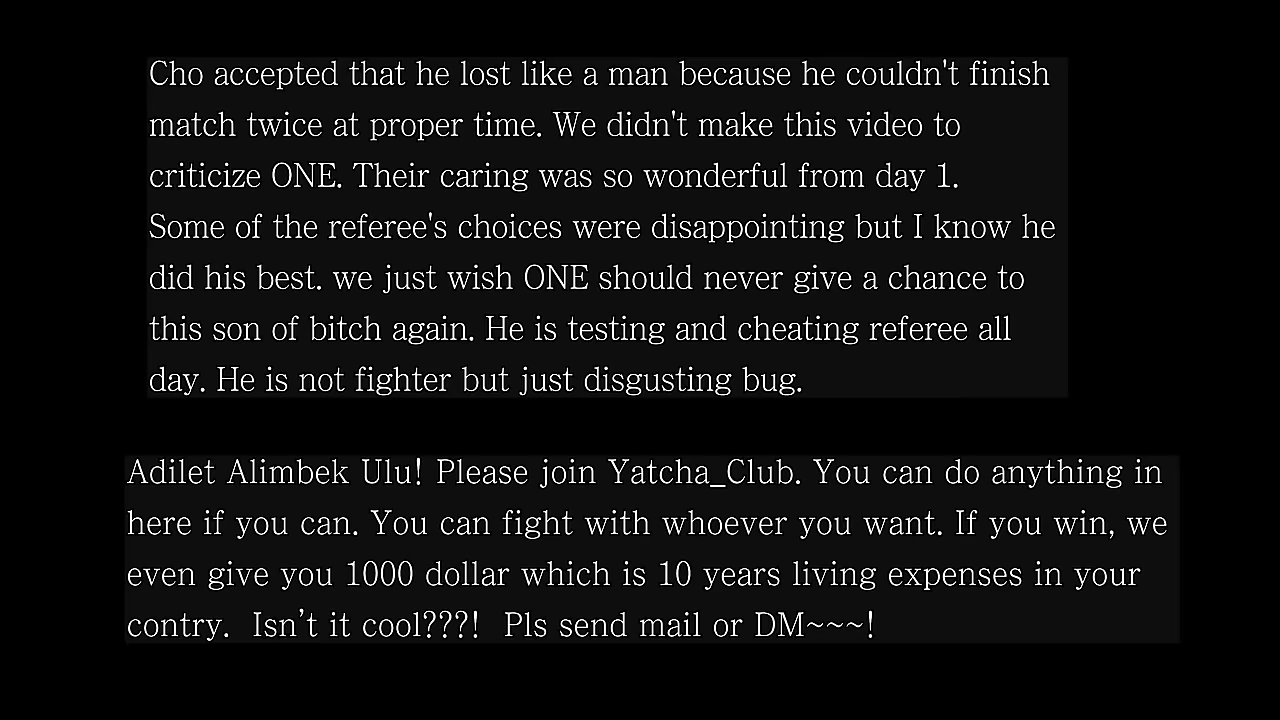 Cho accepted that he lost like a man because he couldn't finish
match twice at proper time. We didn't make this video to
criticize ONE. Their caring was so wonderful from day 1.
Some of the referee's choices were disappointing but I know he
did his best. we just wish ONE should never give a chance to
this son of bitch again. He is testing and cheating referee all
day. He is not fighter but just disgusting bug.
Adilet Alimbek Ulu! Please join Yatcha_Club. You can do anything in
here if you can. You can fight with whoever you want. If you win, we
even give you 1000 dollar which is 10 years living expenses in your
contry.  Isn’t it cool???!  Pls send mail or DM~~~!